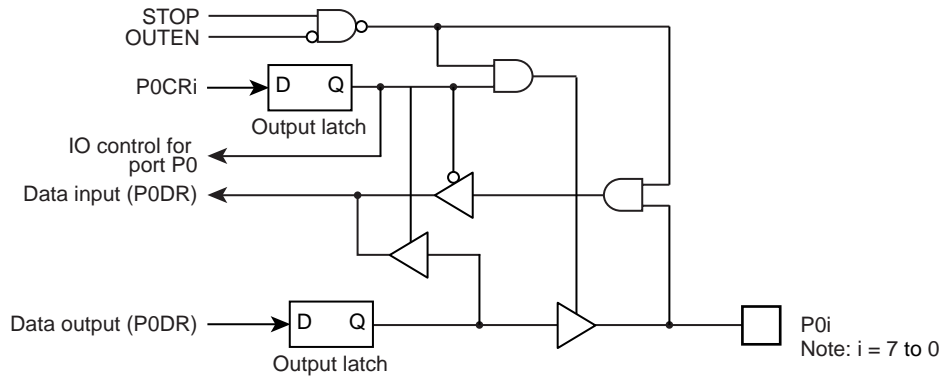 STOP
OUTEN
P0CRi
D Q
Output latch
IO control for
port P0
Data input (P0DR)
Data output (P0DR)
D Q
Output latch
P0i
Note: i = 7 to 0